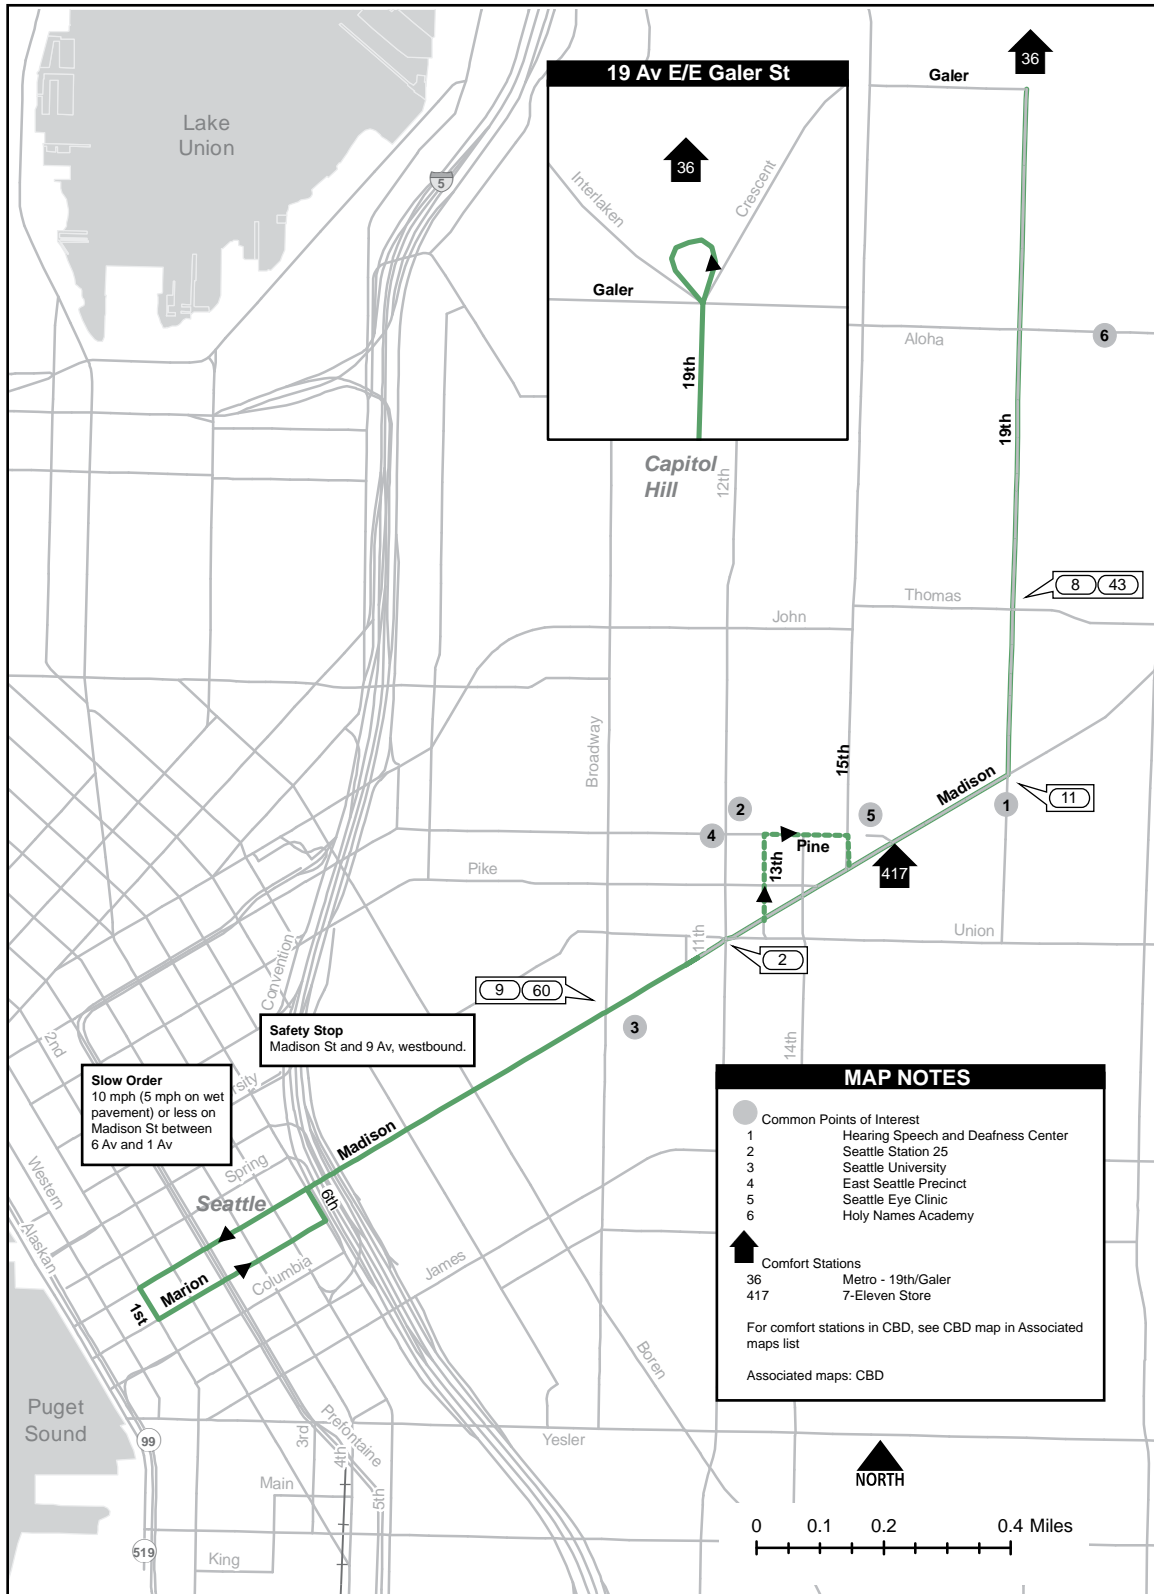 36
Galer
19 Av E/E Galer St
36
Interlaken
Crescent
Galer
19th
Lake
Union
5
Aloha
6
19th
Capitol
Hill
12th
8 43
Thomas
John
Broadway
15th
Madison
11
1
2
5
4
Pine
13th
417
Pike
Union
11th
2
Convention
9 60
3
14th
2nd
Safety Stop
Madison St and 9 Av, westbound.
Slow Order
10 mph (5 mph on wet
pavement) or less on
Madison St between
6 Av and 1 Av
rsity
Madison
Western
Spring
6th
Seattle
Alaskan
Columbia
James
Marion
1st
Boren
MAP NOTES
Common Points of Interest
1 Hearing Speech and Deafness Center
2 Seattle Station 25
3 Seattle University
4 East Seattle Precinct
5 Seattle Eye Clinic
6 Holy Names Academy
Comfort Stations
36 Metro - 19th/Galer
417 7-Eleven Store
For comfort stations in CBD, see CBD map in Associated
maps list
Associated maps: CBD
Puget
Sound
99
3rd
4th
Prefontaine
5th
Yesler
Main
519
King
NORTH
0 0.1 0.2 0.4 Miles